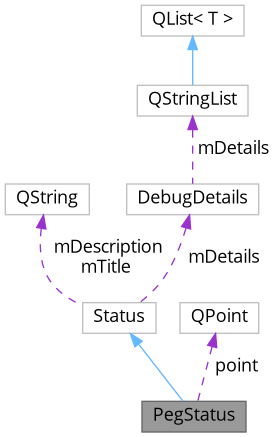 QList< T >
QStringList
mDetails
QString
DebugDetails
mDescription
mTitle
mDetails
Status
QPoint
point
PegStatus